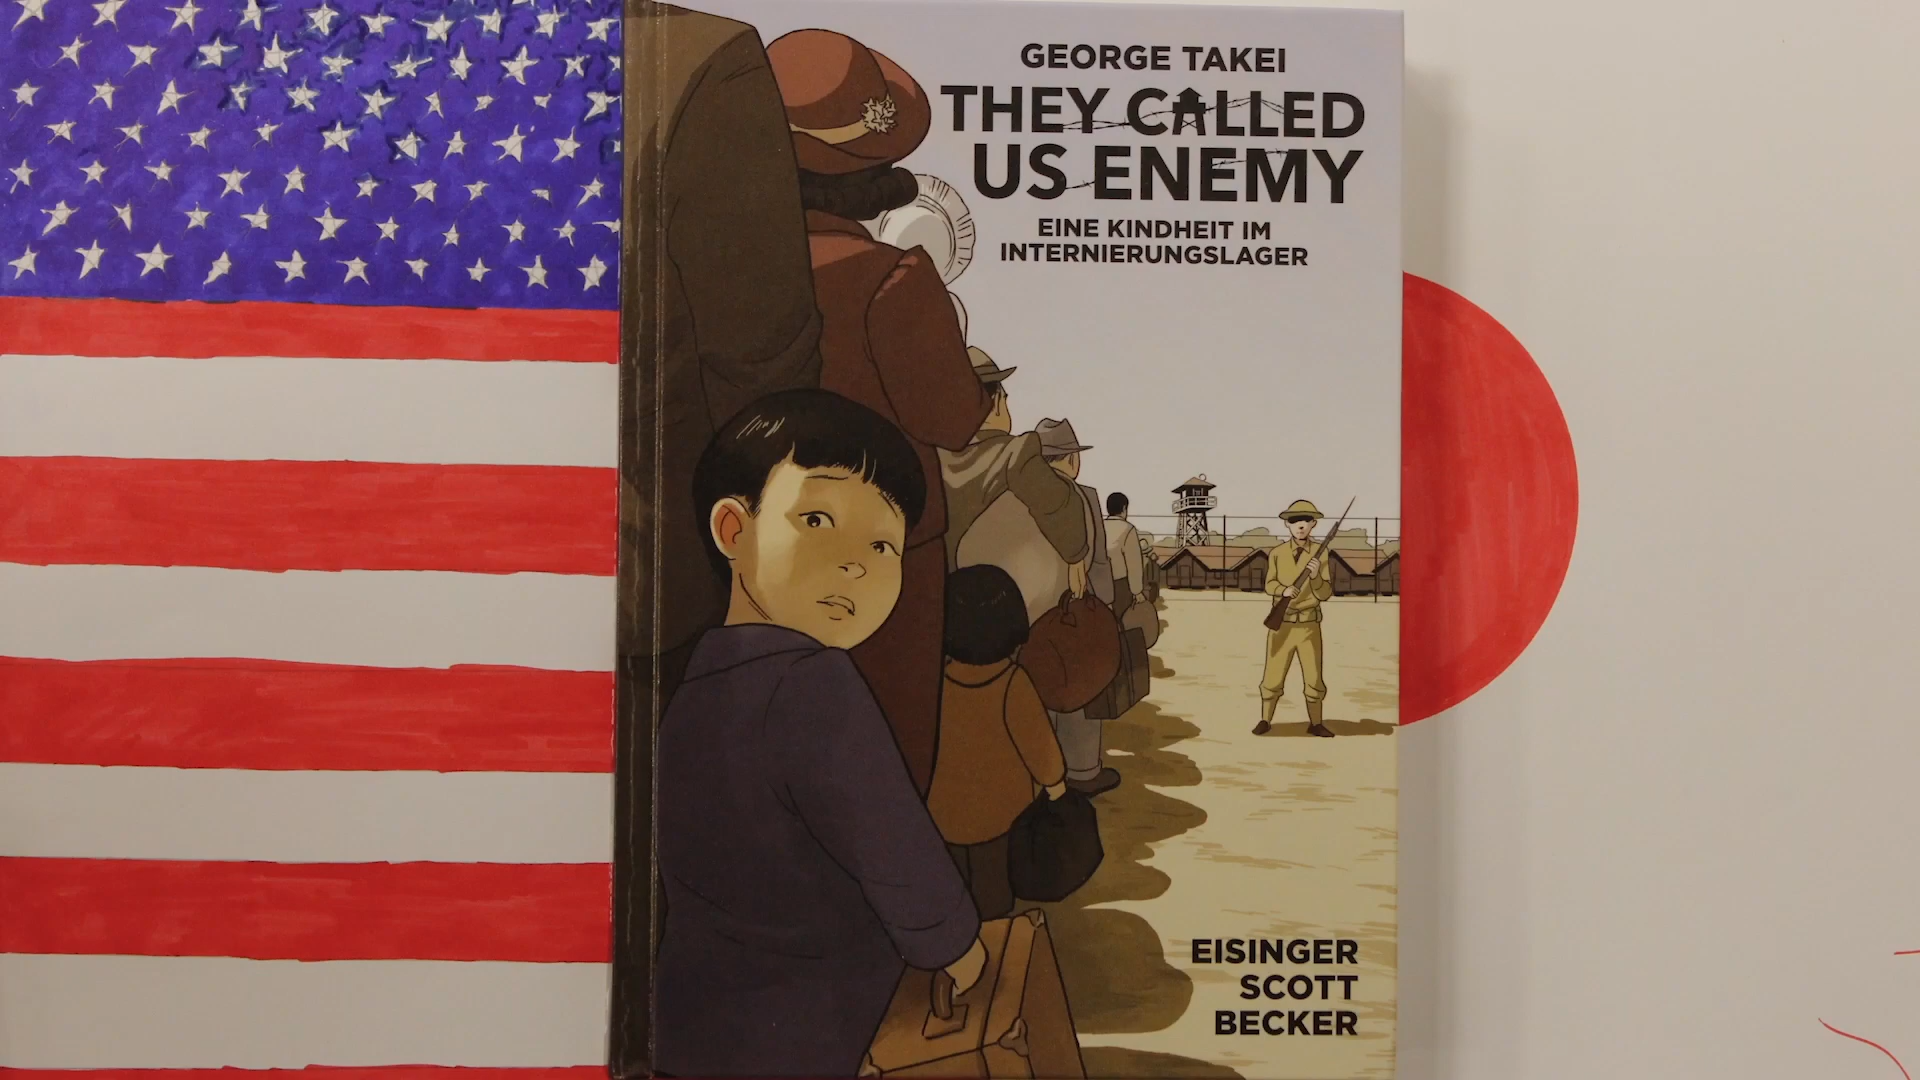 GEORGE TAKEI
THEY CALLED
US ENEMY
EINE KINDHEIT IM
INTERNIERUNGSLAGER
EISINGER
SCOTT
BECKER